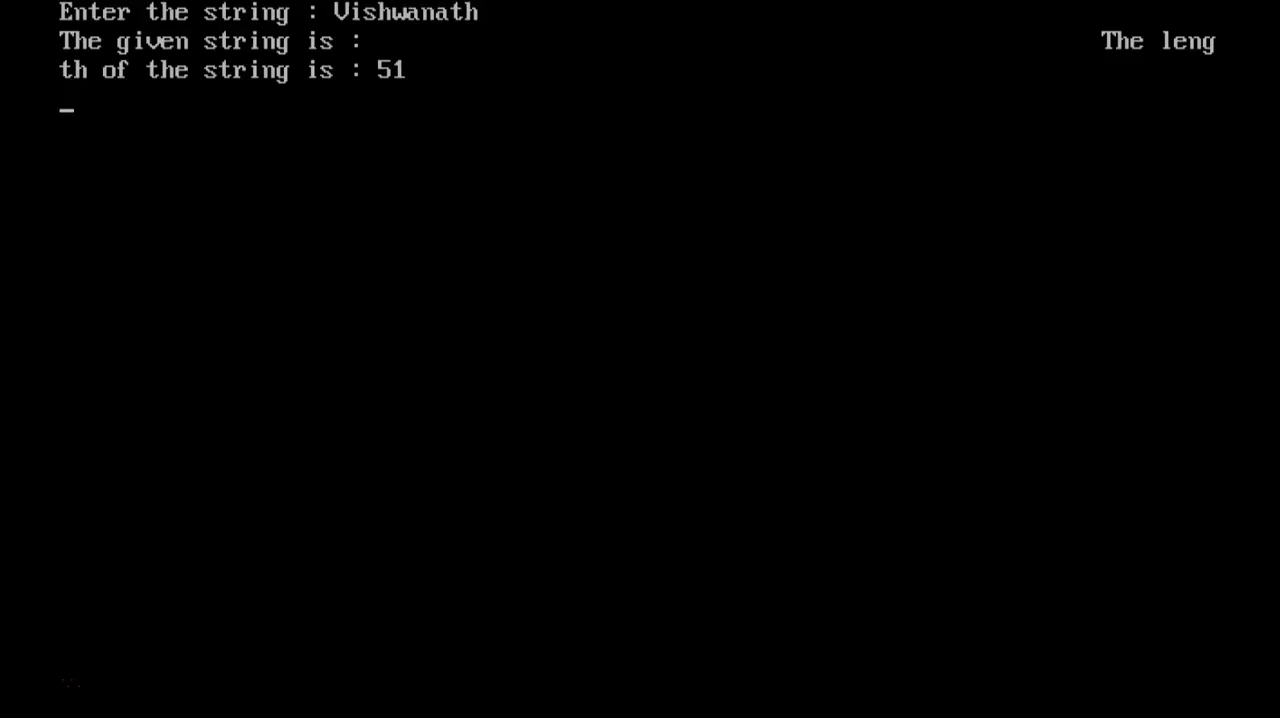 Enter the string : Vishwanath
The given string is :                                                   The leng
th of the string is : 51
_